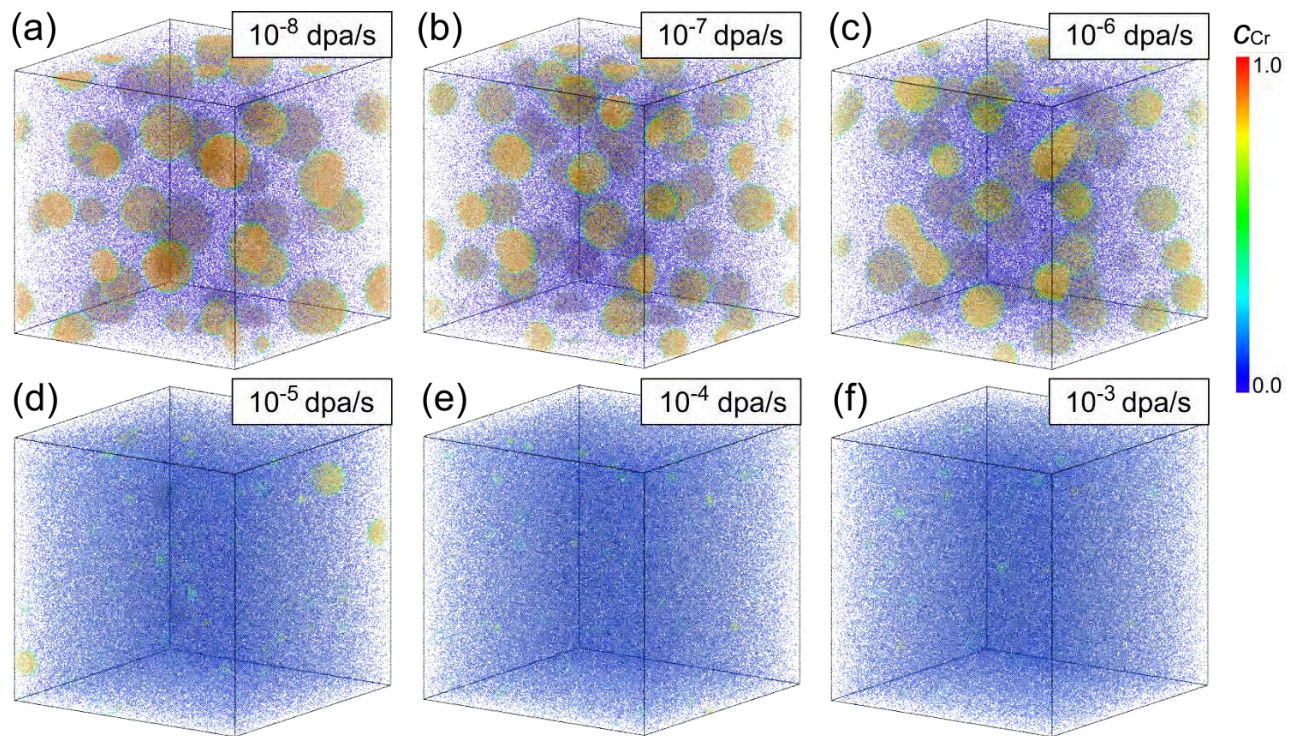 (a) 10⁻⁸ dpa/s
(b) 10⁻⁷ dpa/s
(c) 10⁻⁶ dpa/s
cCr
1.0
0.0
(d) 10⁻⁵ dpa/s
(e) 10⁻⁴ dpa/s
(f) 10⁻³ dpa/s